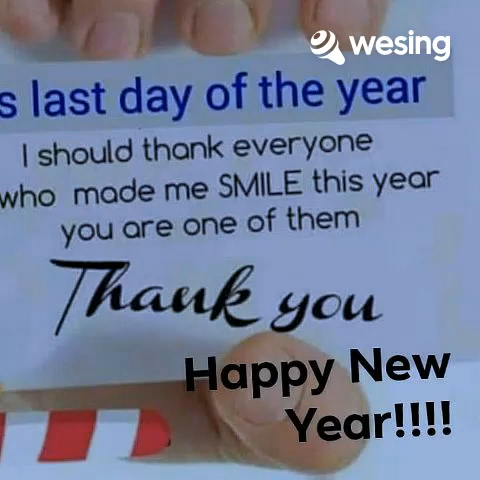 wesing
s last day of the year
I should thank everyone
who made me SMILE this year
you are one of them
Thank you
Happy New
Year!!!!